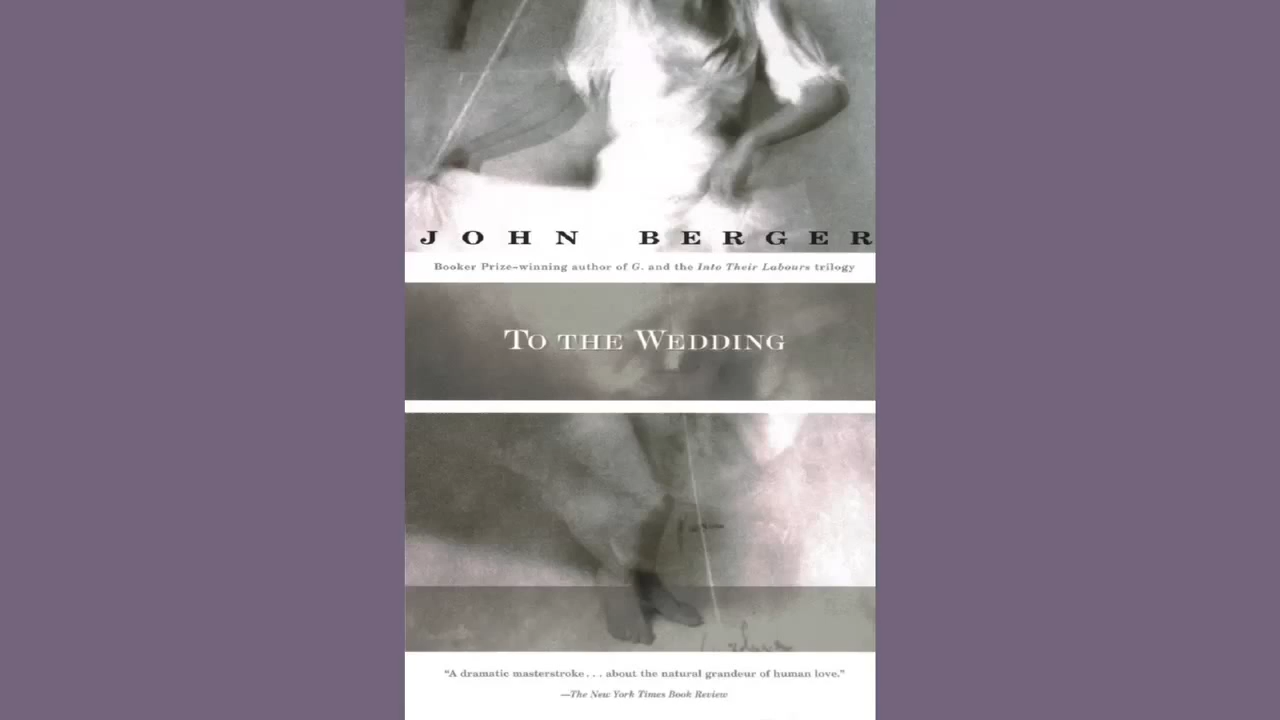 JOHN BERGER
Booker Prize–winning author of G. and the Into Their Labours trilogy
TO THE WEDDING
“A dramatic masterstroke . . . about the natural grandeur of human love.”
—The New York Times Book Review